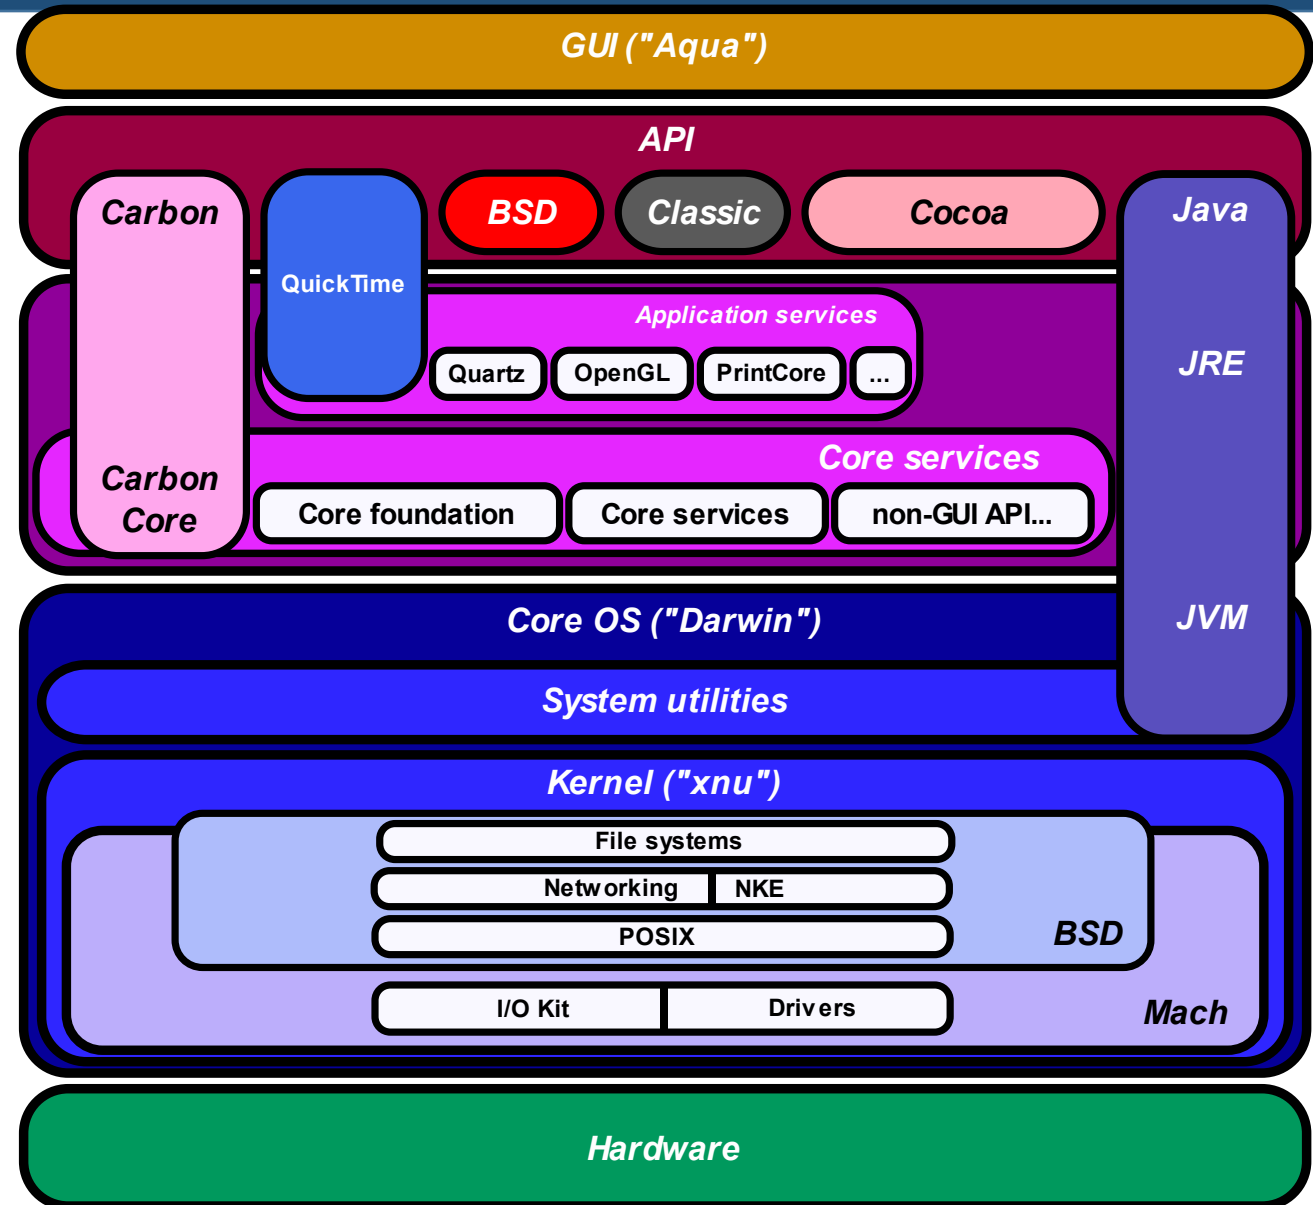 GUI ("Aqua")
API
Carbon
QuickTime
BSD
Classic
Cocoa
Java
Application services
Quartz
OpenGL
PrintCore
...
JRE
Core services
Carbon
Core
Core foundation
Core services
non-GUI API...
Core OS ("Darwin")
JVM
System utilities
Kernel ("xnu")
File systems
Networking
NKE
POSIX
BSD
I/O Kit
Drivers
Mach
Hardware